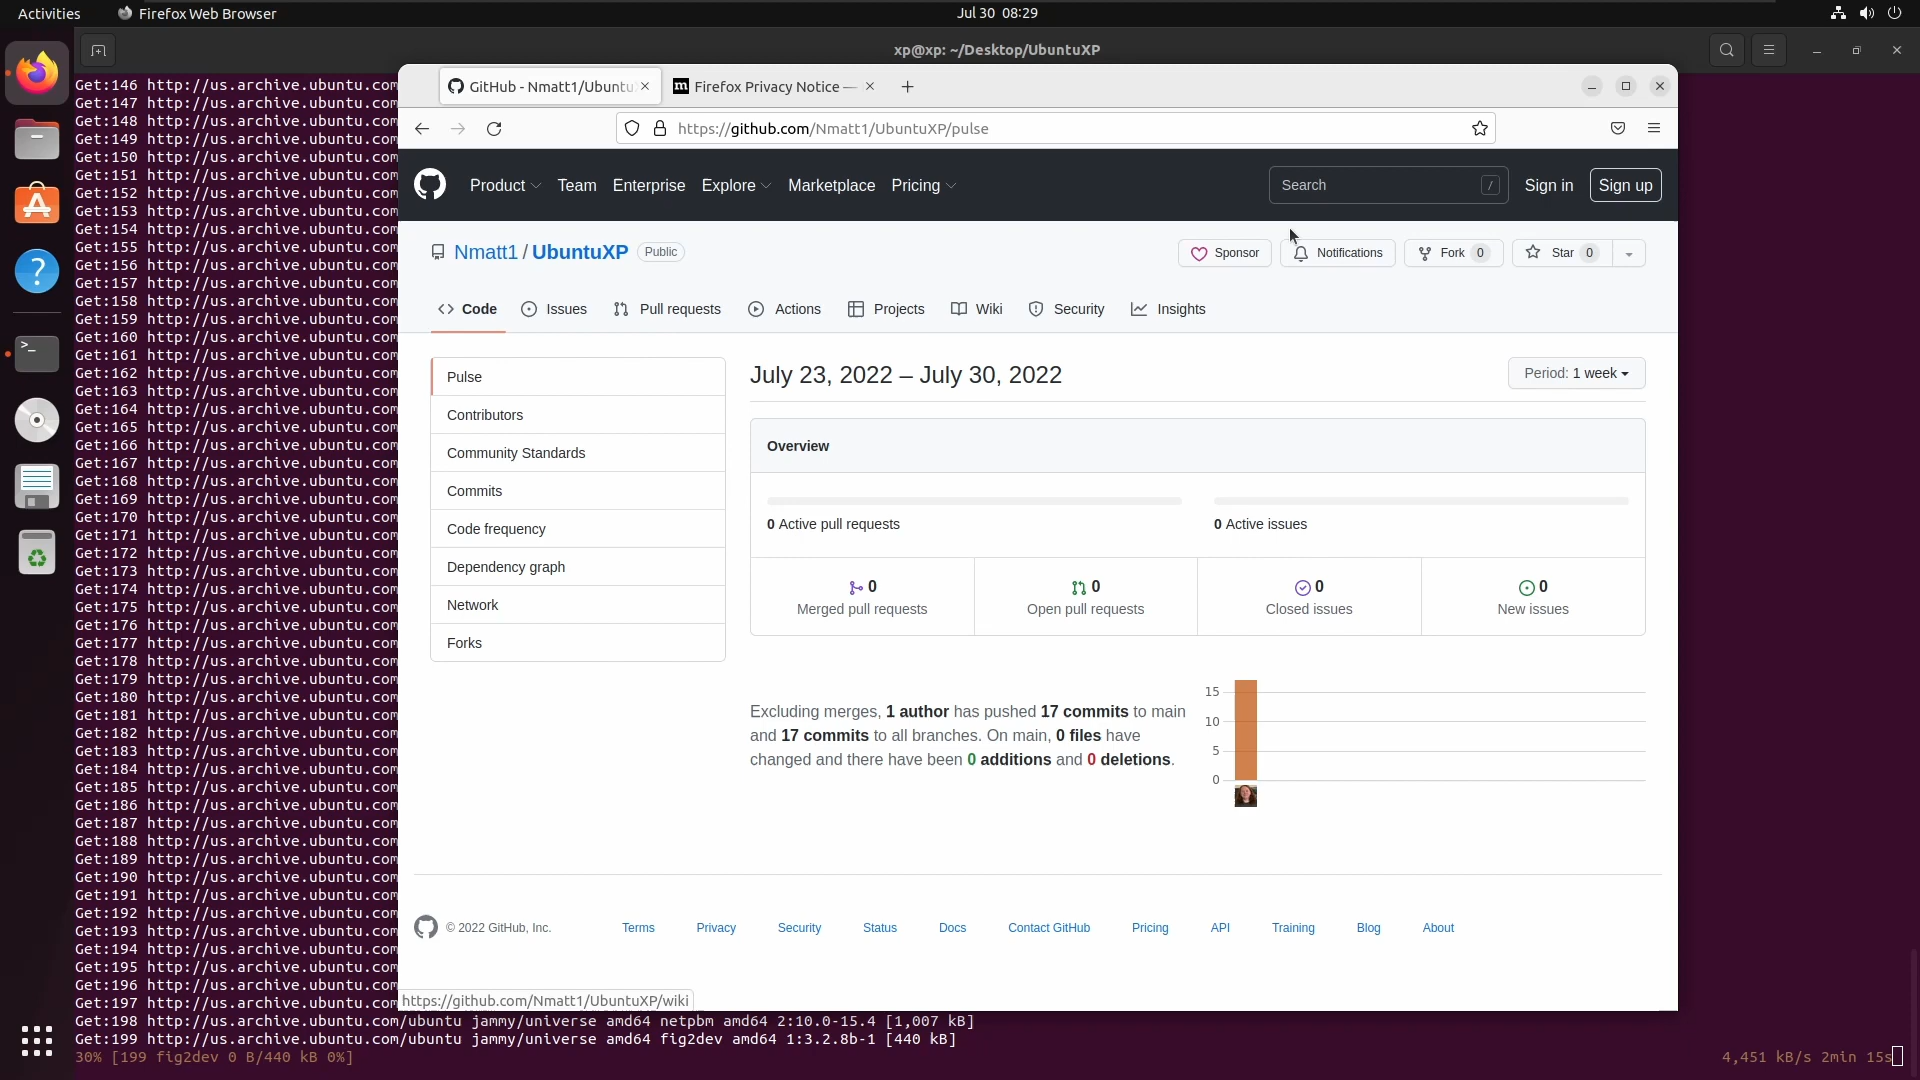 Activities
Firefox Web Browser
Jul 30 08:29
xp@xp: ~/Desktop/UbuntuXP
GitHub - Nmatt1/Ubuntu
Firefox Privacy Notice —
https://github.com/Nmatt1/UbuntuXP/pulse
Product
Team
Enterprise
Explore
Marketplace
Pricing
Search
/
Sign in
Sign up
Nmatt1 / UbuntuXP
Public
Sponsor
Notifications
Fork 0
Star 0
Code
Issues
Pull requests
Actions
Projects
Wiki
Security
Insights
Pulse
Contributors
Community Standards
Commits
Code frequency
Dependency graph
Network
Forks
July 23, 2022 – July 30, 2022
Period: 1 week
Overview
0 Active pull requests
0 Active issues
0
Merged pull requests
0
Open pull requests
0
Closed issues
0
New issues
Excluding merges, 1 author has pushed 17 commits to main
and 17 commits to all branches. On main, 0 files have
changed and there have been 0 additions and 0 deletions.
15
10
5
0
© 2022 GitHub, Inc.
Terms
Privacy
Security
Status
Docs
Contact GitHub
Pricing
API
Training
Blog
About
https://github.com/Nmatt1/UbuntuXP/wiki
Get:146 http://us.archive.ubuntu.com
Get:147 http://us.archive.ubuntu.com
Get:148 http://us.archive.ubuntu.com
Get:149 http://us.archive.ubuntu.com
Get:150 http://us.archive.ubuntu.com
Get:151 http://us.archive.ubuntu.com
Get:152 http://us.archive.ubuntu.com
Get:153 http://us.archive.ubuntu.com
Get:154 http://us.archive.ubuntu.com
Get:155 http://us.archive.ubuntu.com
Get:156 http://us.archive.ubuntu.com
Get:157 http://us.archive.ubuntu.com
Get:158 http://us.archive.ubuntu.com
Get:159 http://us.archive.ubuntu.com
Get:160 http://us.archive.ubuntu.com
Get:161 http://us.archive.ubuntu.com
Get:162 http://us.archive.ubuntu.com
Get:163 http://us.archive.ubuntu.com
Get:164 http://us.archive.ubuntu.com
Get:165 http://us.archive.ubuntu.com
Get:166 http://us.archive.ubuntu.com
Get:167 http://us.archive.ubuntu.com
Get:168 http://us.archive.ubuntu.com
Get:169 http://us.archive.ubuntu.com
Get:170 http://us.archive.ubuntu.com
Get:171 http://us.archive.ubuntu.com
Get:172 http://us.archive.ubuntu.com
Get:173 http://us.archive.ubuntu.com
Get:174 http://us.archive.ubuntu.com
Get:175 http://us.archive.ubuntu.com
Get:176 http://us.archive.ubuntu.com
Get:177 http://us.archive.ubuntu.com
Get:178 http://us.archive.ubuntu.com
Get:179 http://us.archive.ubuntu.com
Get:180 http://us.archive.ubuntu.com
Get:181 http://us.archive.ubuntu.com
Get:182 http://us.archive.ubuntu.com
Get:183 http://us.archive.ubuntu.com
Get:184 http://us.archive.ubuntu.com
Get:185 http://us.archive.ubuntu.com
Get:186 http://us.archive.ubuntu.com
Get:187 http://us.archive.ubuntu.com
Get:188 http://us.archive.ubuntu.com
Get:189 http://us.archive.ubuntu.com
Get:190 http://us.archive.ubuntu.com
Get:191 http://us.archive.ubuntu.com
Get:192 http://us.archive.ubuntu.com
Get:193 http://us.archive.ubuntu.com
Get:194 http://us.archive.ubuntu.com
Get:195 http://us.archive.ubuntu.com
Get:196 http://us.archive.ubuntu.com
Get:197 http://us.archive.ubuntu.com
Get:198 http://us.archive.ubuntu.com/ubuntu jammy/universe amd64 netpbm amd64 2:10.0-15.4 [1,007 kB]
Get:199 http://us.archive.ubuntu.com/ubuntu jammy/universe amd64 fig2dev amd64 1:3.2.8b-1 [440 kB]
30% [199 fig2dev 0 B/440 kB 0%]
4,451 kB/s 2min 15s